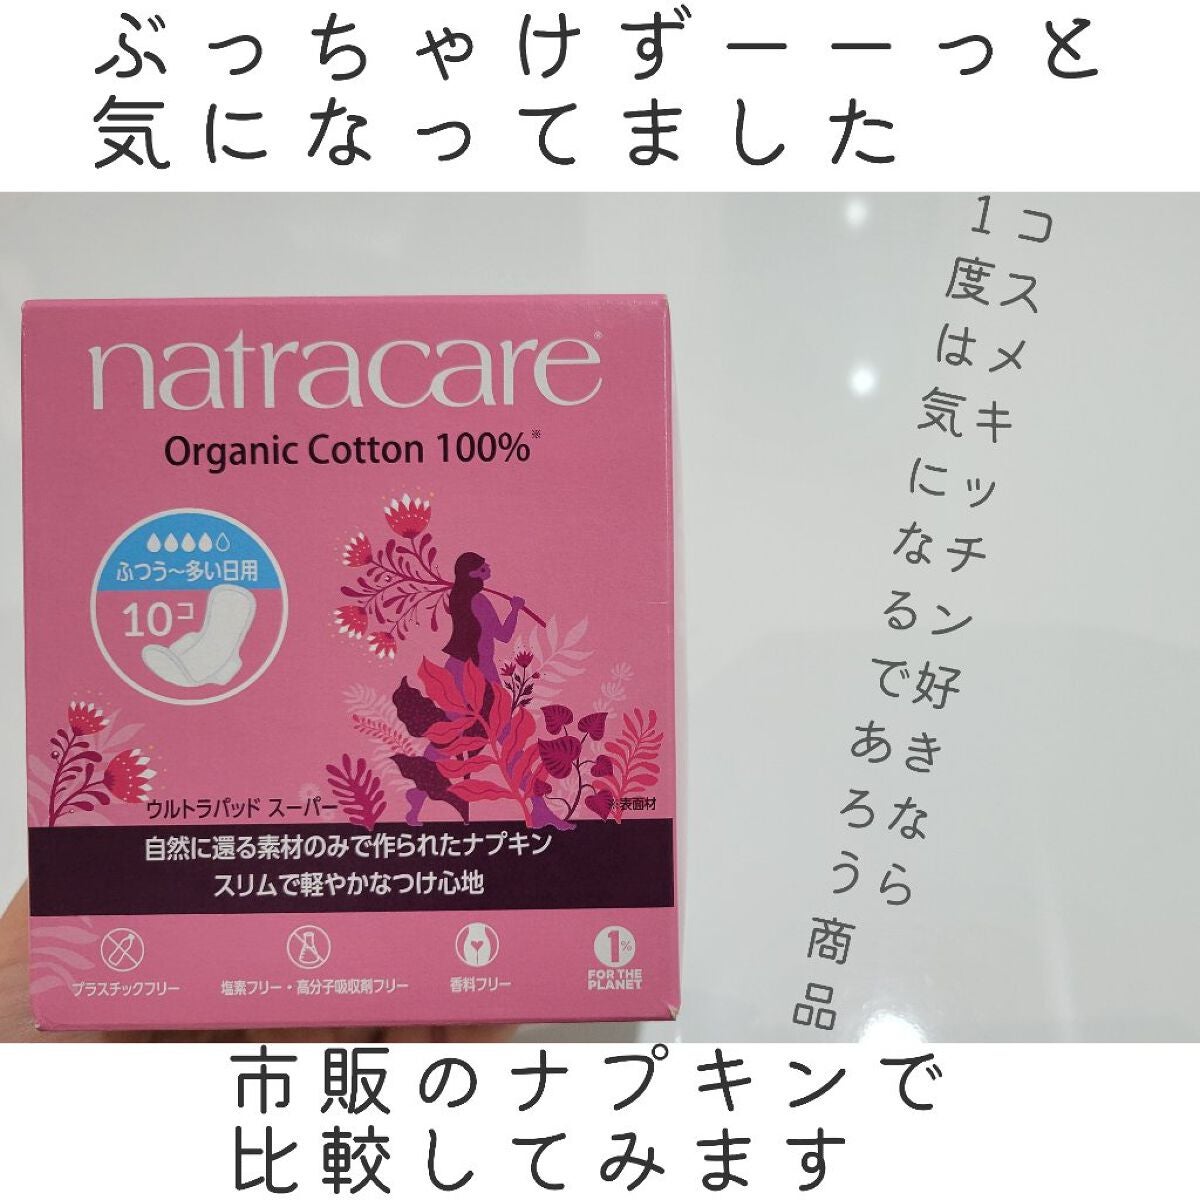 ぶっちゃけずーーっと
気になってました
コスメキッチン好きなら
1度は気になるであろう商品
natracare®
Organic Cotton 100%※
ふつう~多い日用
10コ
ウルトラパッド スーパー
※表面材
自然に還る素材のみで作られたナプキン
スリムで軽やかなつけ心地
プラスチックフリー
塩素フリー・高分子吸収剤フリー
香料フリー
1%
FOR THE
PLANET
市販のナプキンで
比較してみます